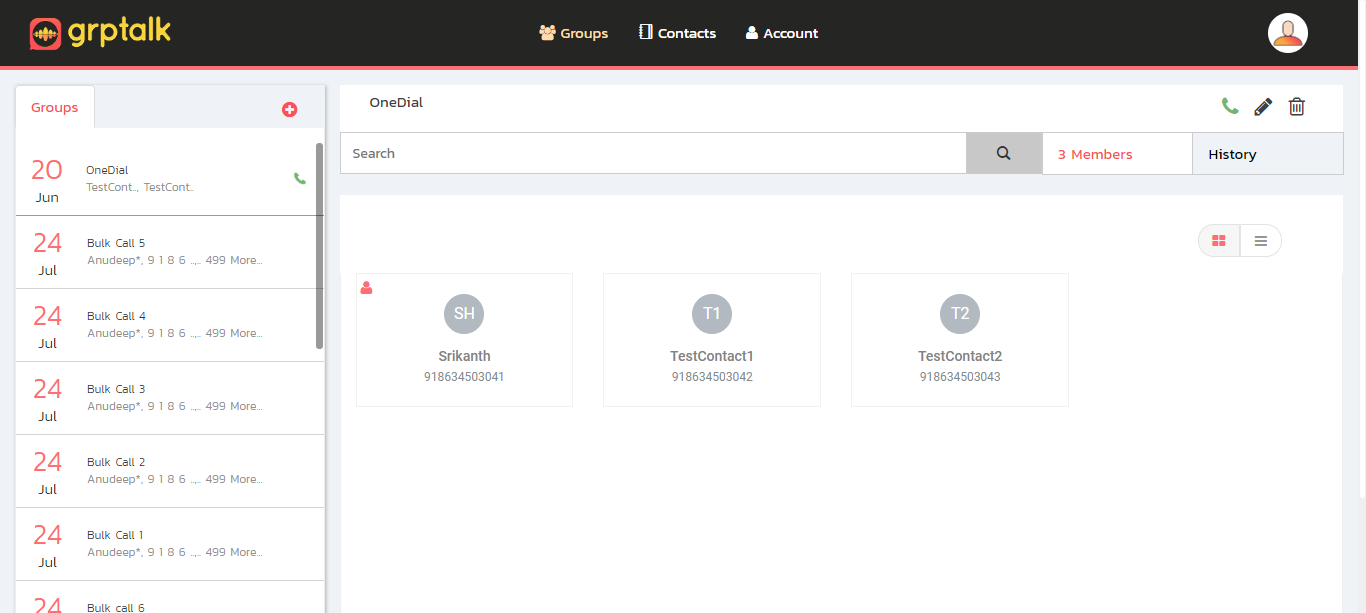 grptalk
Groups Contacts Account
Groups
20
Jun
OneDial
TestCont.., TestCont..
24
Jul
Bulk Call 5
Anudeep*, 9 1 8 6 ..,.. 499 More...
24
Jul
Bulk Call 4
Anudeep*, 9 1 8 6 ..,.. 499 More...
24
Jul
Bulk Call 3
Anudeep*, 9 1 8 6 ..,.. 499 More...
24
Jul
Bulk Call 2
Anudeep*, 9 1 8 6 ..,.. 499 More...
24
Jul
Bulk Call 1
Anudeep*, 9 1 8 6 ..,.. 499 More...
24
Bulk call 6
OneDial
Search
3 Members
History
SH
Srikanth
918634503041
T1
TestContact1
918634503042
T2
TestContact2
918634503043